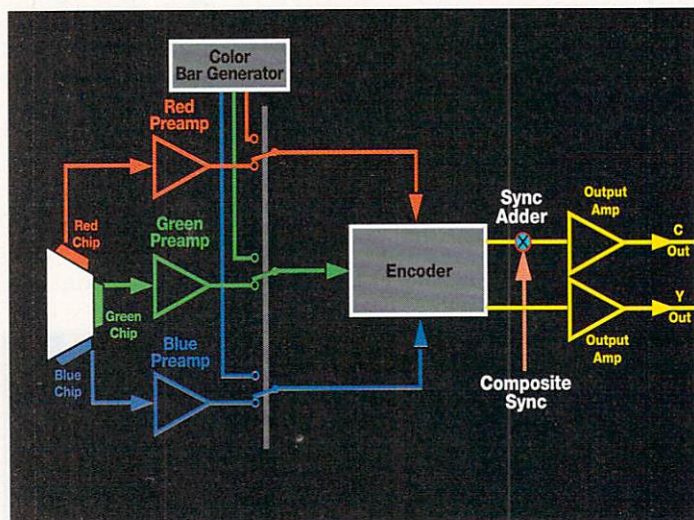 Color
Bar Generator
Red
Preamp
Red
Chip
Green
Preamp
Green
Chip
Blue
Preamp
Blue
Chip
Encoder
Sync
Adder
Composite
Sync
Output
Amp
C
Out
Y
Out
Output
Amp